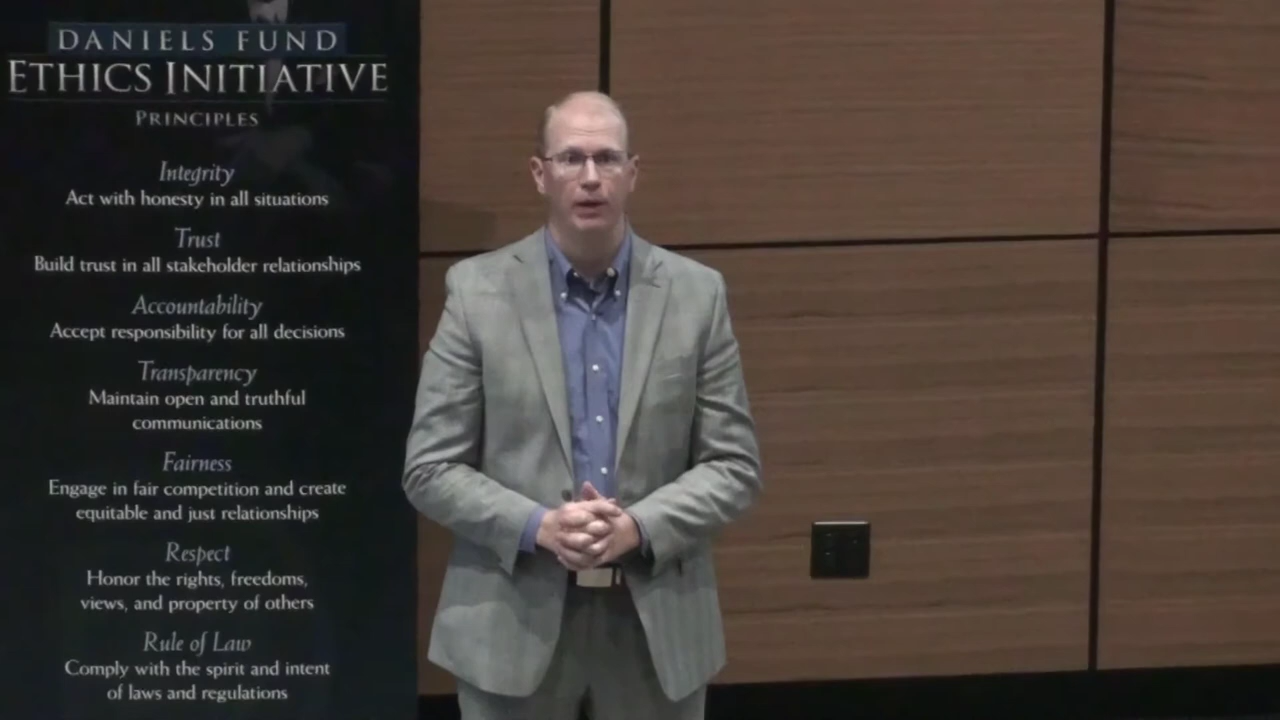 DANIELS FUND
ETHICS INITIATIVE
PRINCIPLES
Integrity
Act with honesty in all situations
Trust
Build trust in all stakeholder relationships
Accountability
Accept responsibility for all decisions
Transparency
Maintain open and truthful
communications
Fairness
Engage in fair competition and create
equitable and just relationships
Respect
Honor the rights, freedoms,
views, and property of others
Rule of Law
Comply with the spirit and intent
of laws and regulations